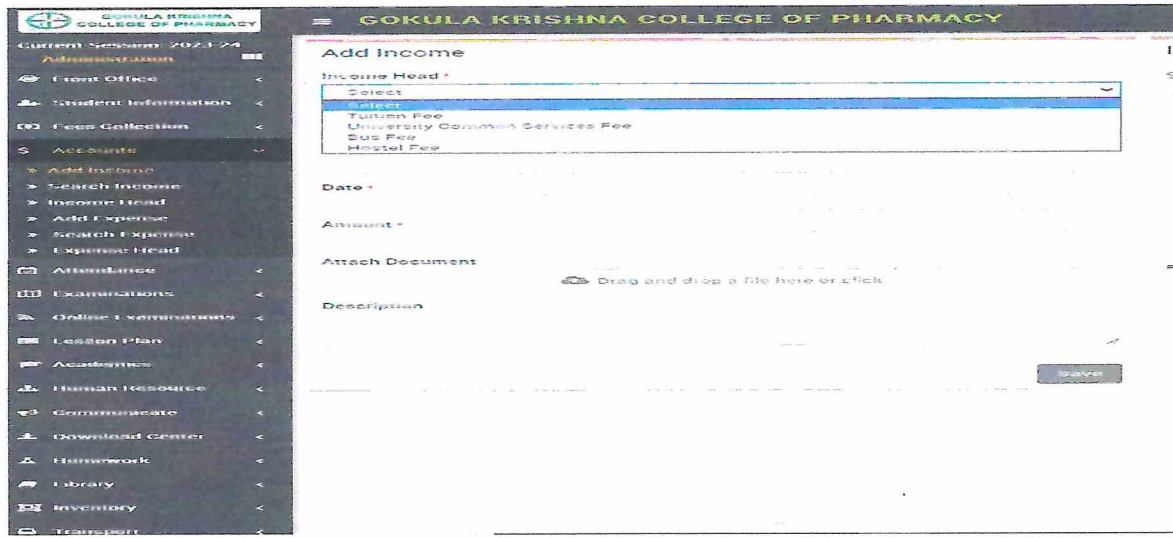 GOKULA KRISHNA
COLLEGE OF PHARMACY
GOKULA KRISHNA COLLEGE OF PHARMACY
Current Session: 2023-24
Administration
Front Office
Student Information
Fees Collection
$ Accounts
» Add Income
» Search Income
» Income Head
» Add Expense
» Search Expense
» Expense Head
Attendance
Examinations
Online Examinations
Lesson Plan
Academics
Human Resource
Communicate
Download Center
Homework
Library
Inventory
Transport
Add Income
Income Head *
Select
Select
Tuition Fee
University Common Services Fee
Bus Fee
Hostel Fee
Date *
Amount *
Attach Document
Drag and drop a file here or click
Description
Save